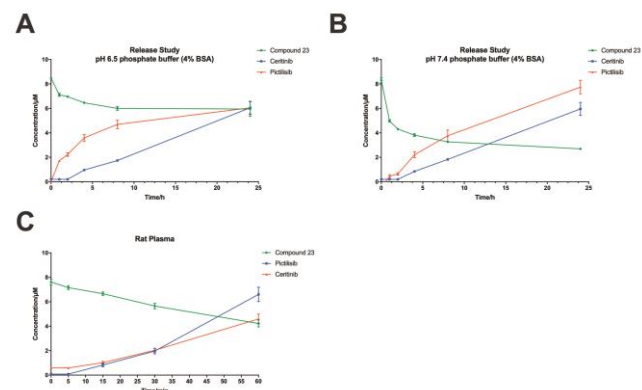 A
Release Study
pH 6.5 phosphate buffer (4% BSA)
Compound 23
Ceritinib
Pictilisib
Concentration/μM
10
8
6
4
2
0
0 5 10 15 20 25
Time/h
B
Release Study
pH 7.4 phosphate buffer (4% BSA)
Compound 23
Ceritinib
Pictilisib
Concentration/μM
10
8
6
4
2
0
0 5 10 15 20 25
Time/h
C
Rat Plasma
Compound 23
Pictilisib
Ceritinib
Concentration/μM
10
8
6
4
2
0
0 5 10 15 20 25 30 35 40 45 50 55 60
Time/min